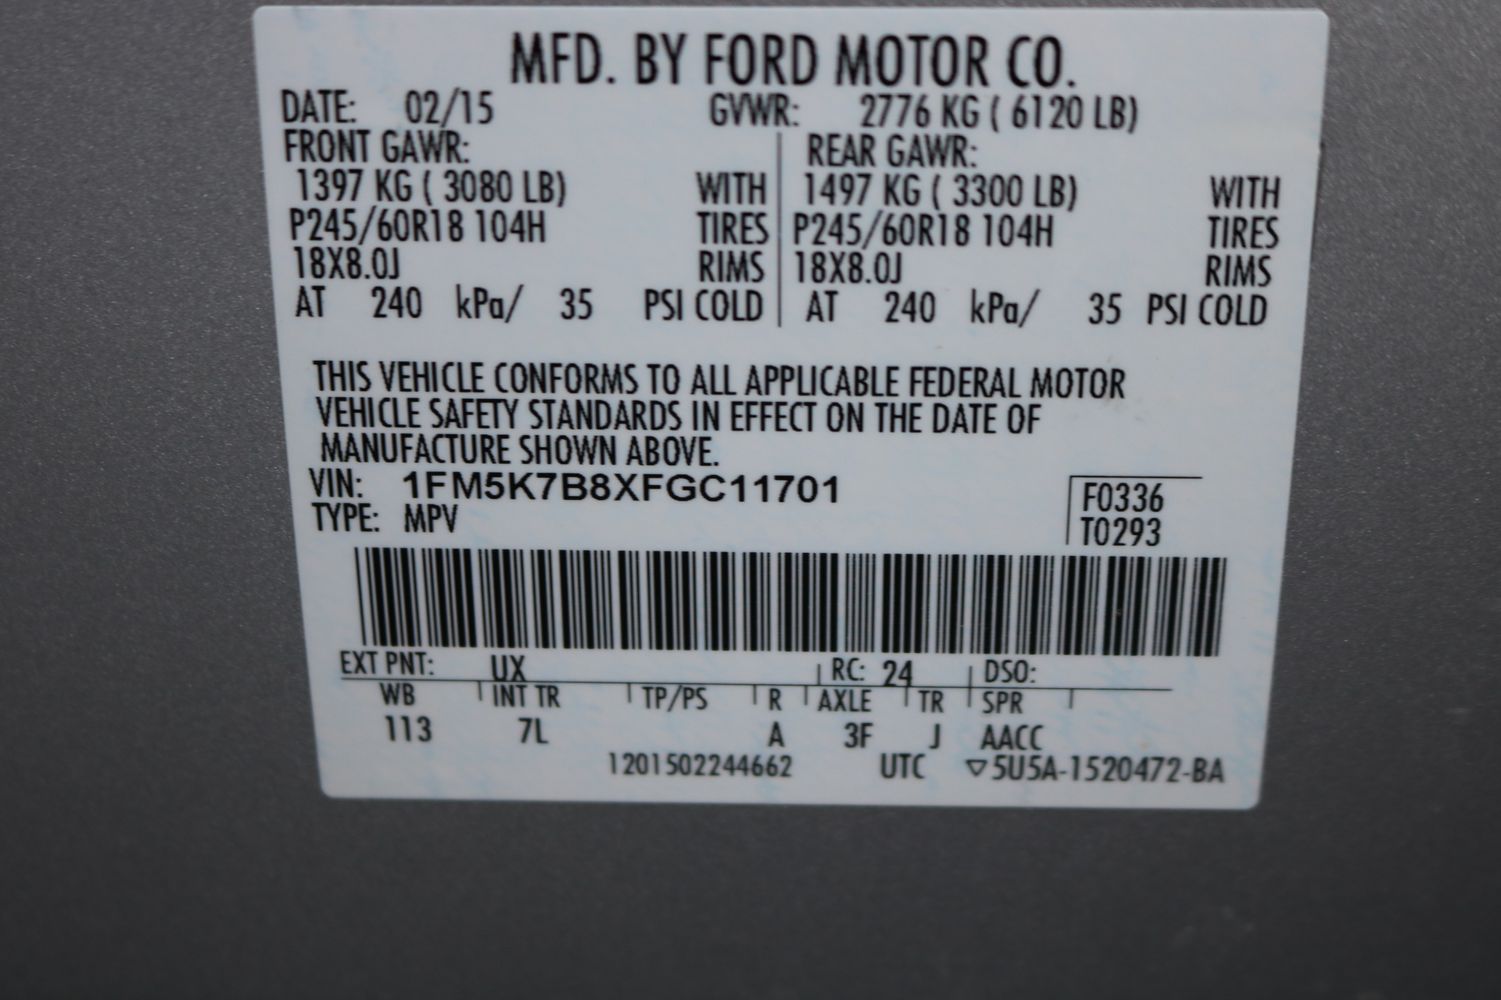 MFD. BY FORD MOTOR CO.
DATE: 02/15 GVWR: 2776 KG ( 6120 LB)
FRONT GAWR: REAR GAWR:
1397 KG ( 3080 LB) WITH 1497 KG ( 3300 LB) WITH
P245/60R18 104H TIRES P245/60R18 104H TIRES
18X8.0J RIMS 18X8.0J RIMS
AT 240 kPa/ 35 PSI COLD AT 240 kPa/ 35 PSI COLD
THIS VEHICLE CONFORMS TO ALL APPLICABLE FEDERAL MOTOR
VEHICLE SAFETY STANDARDS IN EFFECT ON THE DATE OF
MANUFACTURE SHOWN ABOVE.
VIN: 1FM5K7B8XFGC11701 F0336
TYPE: MPV T0293
EXT PNT: UX RC: 24 DSO:
WB INT TR TP/PS R AXLE TR SPR
113 7L A 3F J AACC
1201502244662 UTC ▽5U5A-1520472-BA